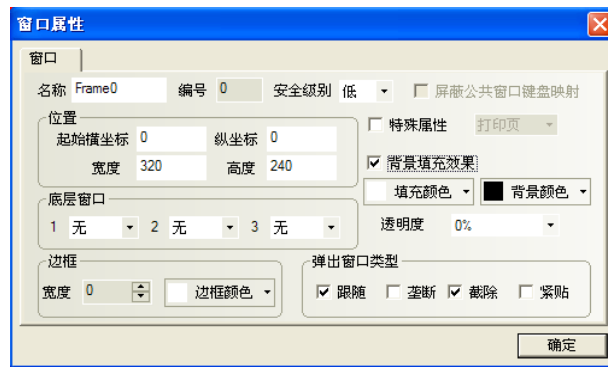 窗口属性
窗口
名称 Frame0 编号 0 安全级别 低 屏蔽公共窗口键盘映射
位置
起始横坐标 0 纵坐标 0
宽度 320 高度 240
特殊属性 打印页
背景填充效果
填充颜色 背景颜色
透明度 0%
底层窗口
1 无 2 无 3 无
边框
宽度 0 边框颜色
弹出窗口类型
跟随 垄断 截除 紧贴
确定